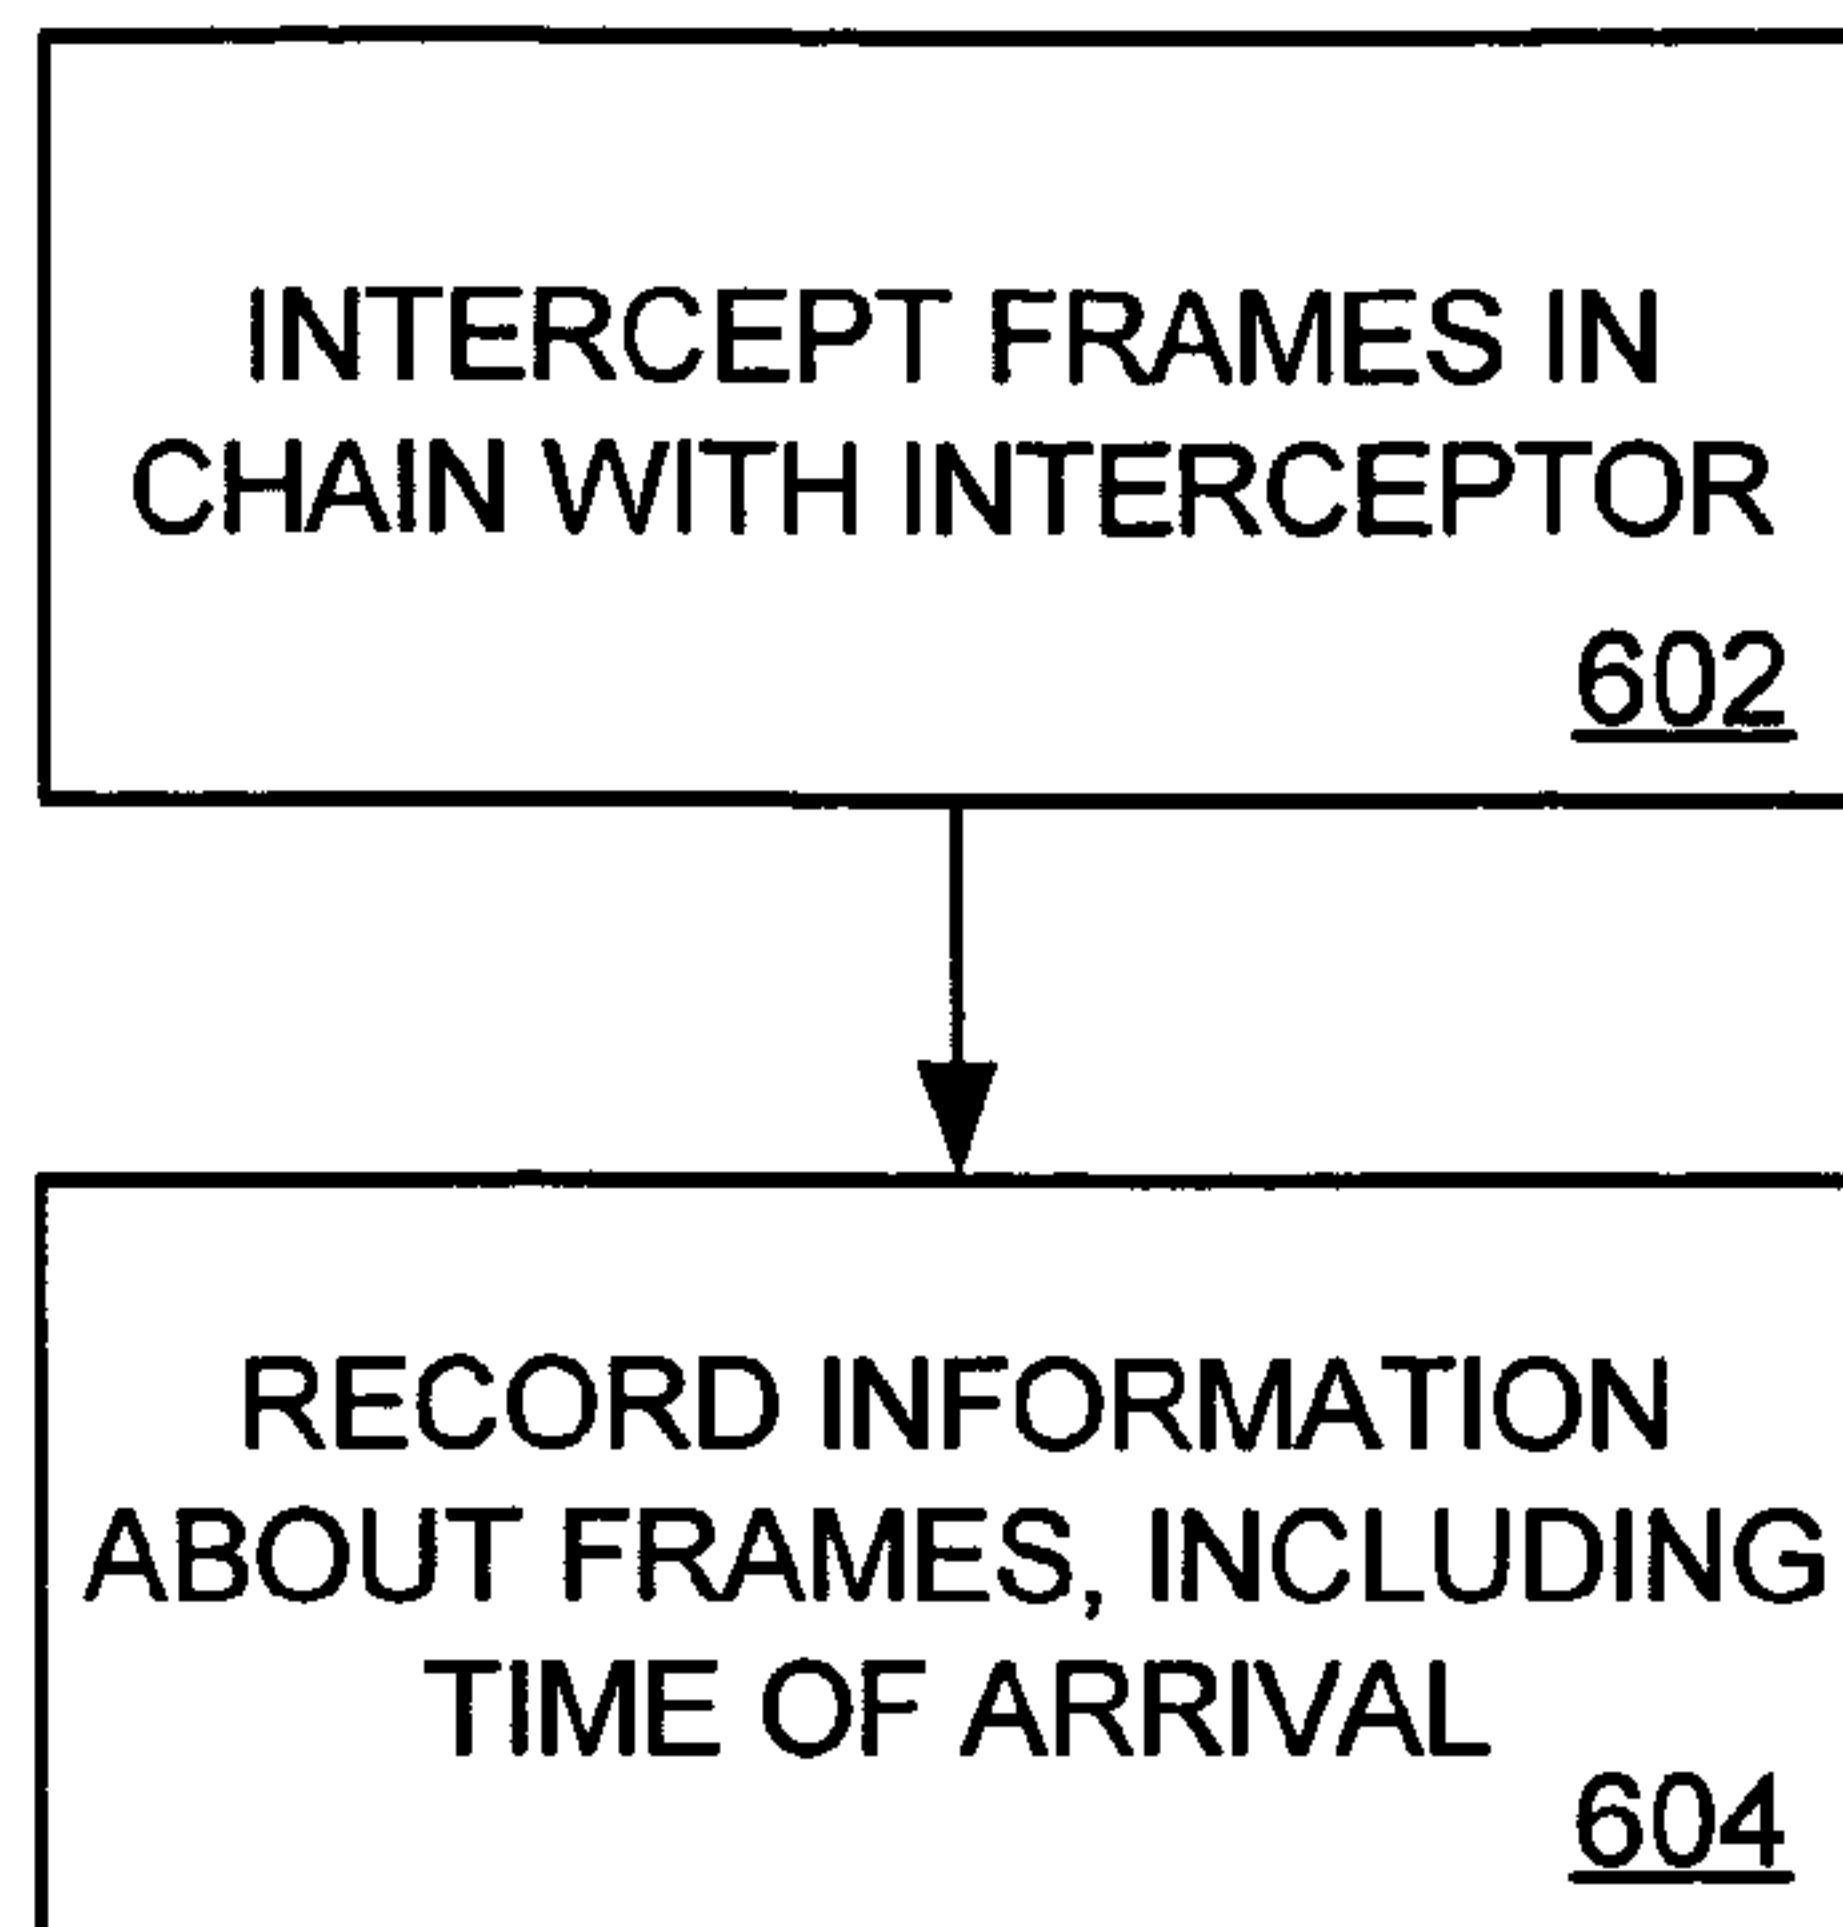 INTERCEPT FRAMES IN
CHAIN WITH INTERCEPTOR
602
RECORD INFORMATION
ABOUT FRAMES, INCLUDING
TIME OF ARRIVAL
604